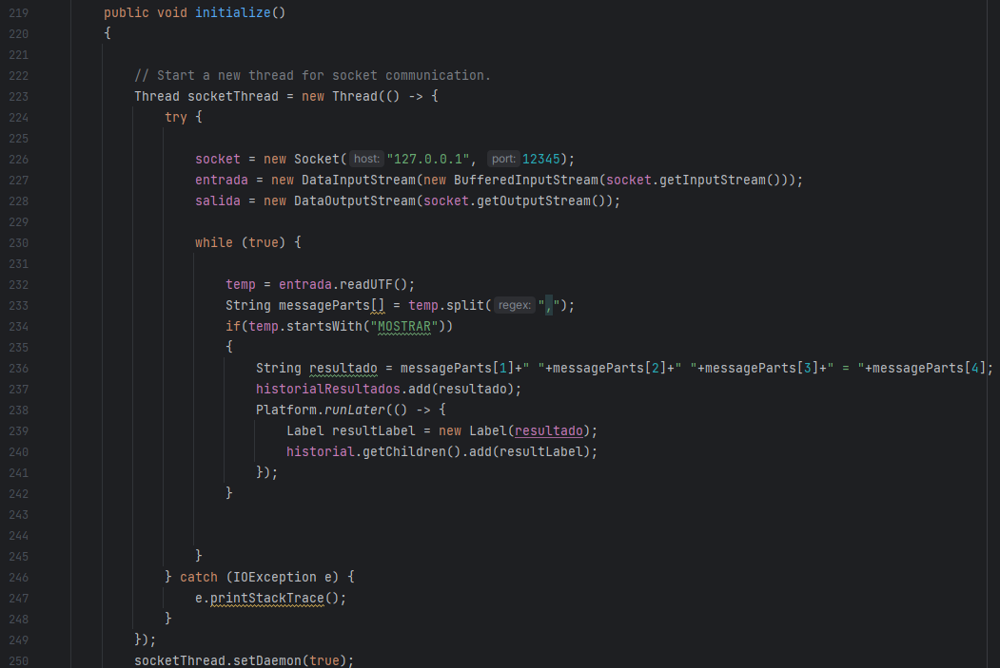 219 public void initialize()
220 {
221
222 // Start a new thread for socket communication.
223 Thread socketThread = new Thread(() -> {
224 try {
225
226 socket = new Socket( host: "127.0.0.1", port: 12345);
227 entrada = new DataInputStream(new BufferedInputStream(socket.getInputStream()));
228 salida = new DataOutputStream(socket.getOutputStream());
229
230 while (true) {
231
232 temp = entrada.readUTF();
233 String messageParts[] = temp.split( regex: ",");
234 if(temp.startsWith("MOSTRAR"))
235 {
236 String resultado = messageParts[1]+" "+messageParts[2]+" "+messageParts[3]+" = "+messageParts[4];
237 historialResultados.add(resultado);
238 Platform.runLater(() -> {
239 Label resultLabel = new Label(resultado);
240 historial.getChildren().add(resultLabel);
241 });
242 }
243
244
245 }
246 } catch (IOException e) {
247 e.printStackTrace();
248 }
249 });
250 socketThread.setDaemon(true);